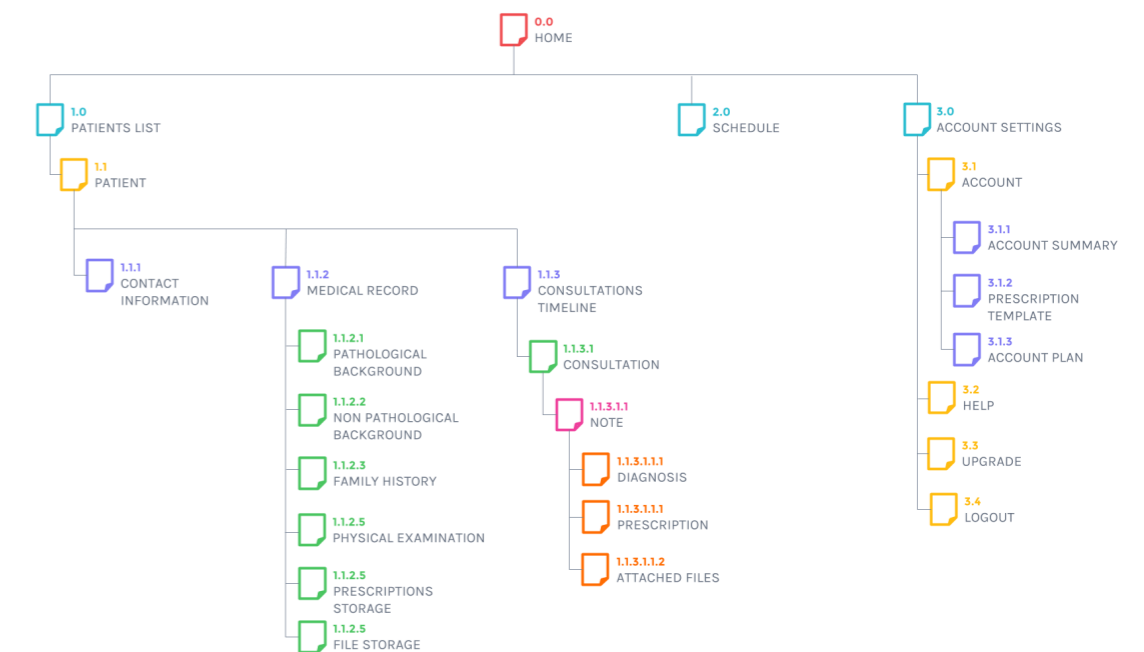 0.0
HOME
1.0
PATIENTS LIST
2.0
SCHEDULE
3.0
ACCOUNT SETTINGS
1.1
PATIENT
1.1.1
CONTACT
INFORMATION
1.1.2
MEDICAL RECORD
1.1.2.1
PATHOLOGICAL
BACKGROUND
1.1.2.2
NON PATHOLOGICAL
BACKGROUND
1.1.2.3
FAMILY HISTORY
1.1.2.5
PHYSICAL EXAMINATION
1.1.2.5
PRESCRIPTIONS
STORAGE
1.1.2.5
FILE STORAGE
1.1.3
CONSULTATIONS
TIMELINE
1.1.3.1
CONSULTATION
1.1.3.1.1
NOTE
1.1.3.1.1.1
DIAGNOSIS
1.1.3.1.1.1
PRESCRIPTION
1.1.3.1.1.2
ATTACHED FILES
3.1
ACCOUNT
3.1.1
ACCOUNT SUMMARY
3.1.2
PRESCRIPTION
TEMPLATE
3.1.3
ACCOUNT PLAN
3.2
HELP
3.3
UPGRADE
3.4
LOGOUT